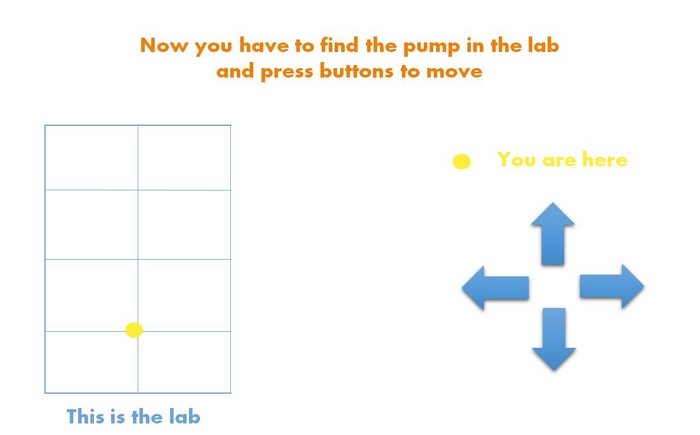 Now you have to find the pump in the lab
and press buttons to move
You are here
This is the lab